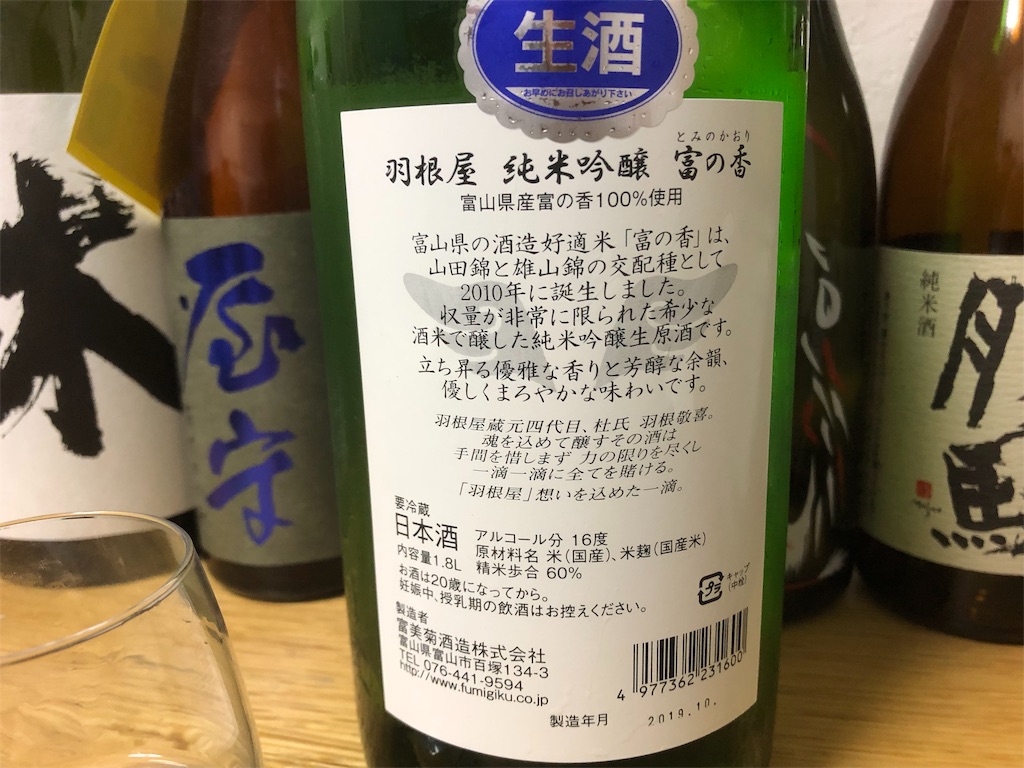 生酒
お早めにお召しあがり下さい
とみのかおり
羽根屋 純米吟醸 富の香
富山県産富の香100%使用
富山県の酒造好適米「富の香」は、
山田錦と雄山錦の交配種として
2010年に誕生しました。
収量が非常に限られた希少な
酒米で醸した純米吟醸生原酒です。
立ち昇る優雅な香りと芳醇な余韻、
優しくまろやかな味わいです。
羽根屋蔵元四代目、杜氏 羽根敬喜。
魂を込めて醸すその酒は
手間を惜しまず 力の限りを尽くし
一滴一滴に全てを賭ける。
「羽根屋」想いを込めた一滴。
要冷蔵
日本酒
内容量1.8L
アルコール分 16度
原材料名 米(国産)、米麹(国産米)
精米歩合 60%
お酒は20歳になってから。
妊娠中、授乳期の飲酒はお控えください。
プラ
キャップ
(中栓)
製造者
富美菊酒造株式会社
富山県富山市百塚134-3
TEL 076-441-9594
http://www.fumigiku.co.jp
4 977362 231600
製造年月 2019.10.
米
屋守
純米酒